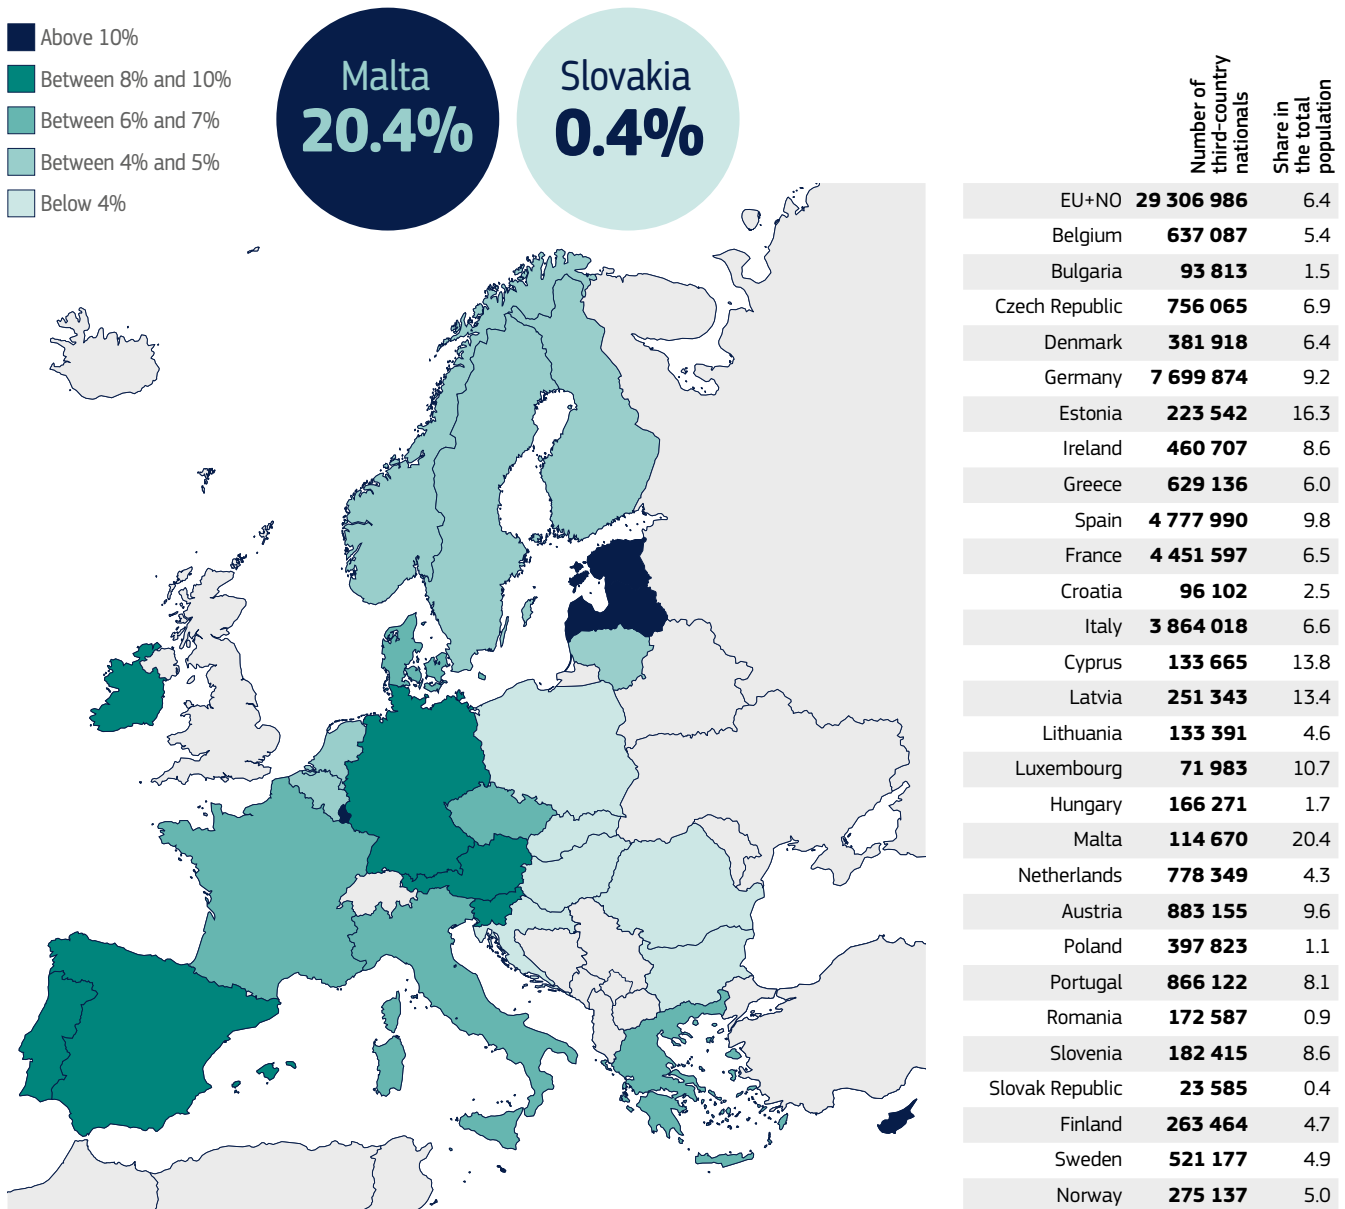 Above 10%
Between 8% and 10%
Between 6% and 7%
Between 4% and 5%
Below 4%
Malta
20.4%
Slovakia
0.4%
Number of
third-country
nationals
Share in
the total
population
EU+NO 29 306 986 6.4
Belgium 637 087 5.4
Bulgaria 93 813 1.5
Czech Republic 756 065 6.9
Denmark 381 918 6.4
Germany 7 699 874 9.2
Estonia 223 542 16.3
Ireland 460 707 8.6
Greece 629 136 6.0
Spain 4 777 990 9.8
France 4 451 597 6.5
Croatia 96 102 2.5
Italy 3 864 018 6.6
Cyprus 133 665 13.8
Latvia 251 343 13.4
Lithuania 133 391 4.6
Luxembourg 71 983 10.7
Hungary 166 271 1.7
Malta 114 670 20.4
Netherlands 778 349 4.3
Austria 883 155 9.6
Poland 397 823 1.1
Portugal 866 122 8.1
Romania 172 587 0.9
Slovenia 182 415 8.6
Slovak Republic 23 585 0.4
Finland 263 464 4.7
Sweden 521 177 4.9
Norway 275 137 5.0